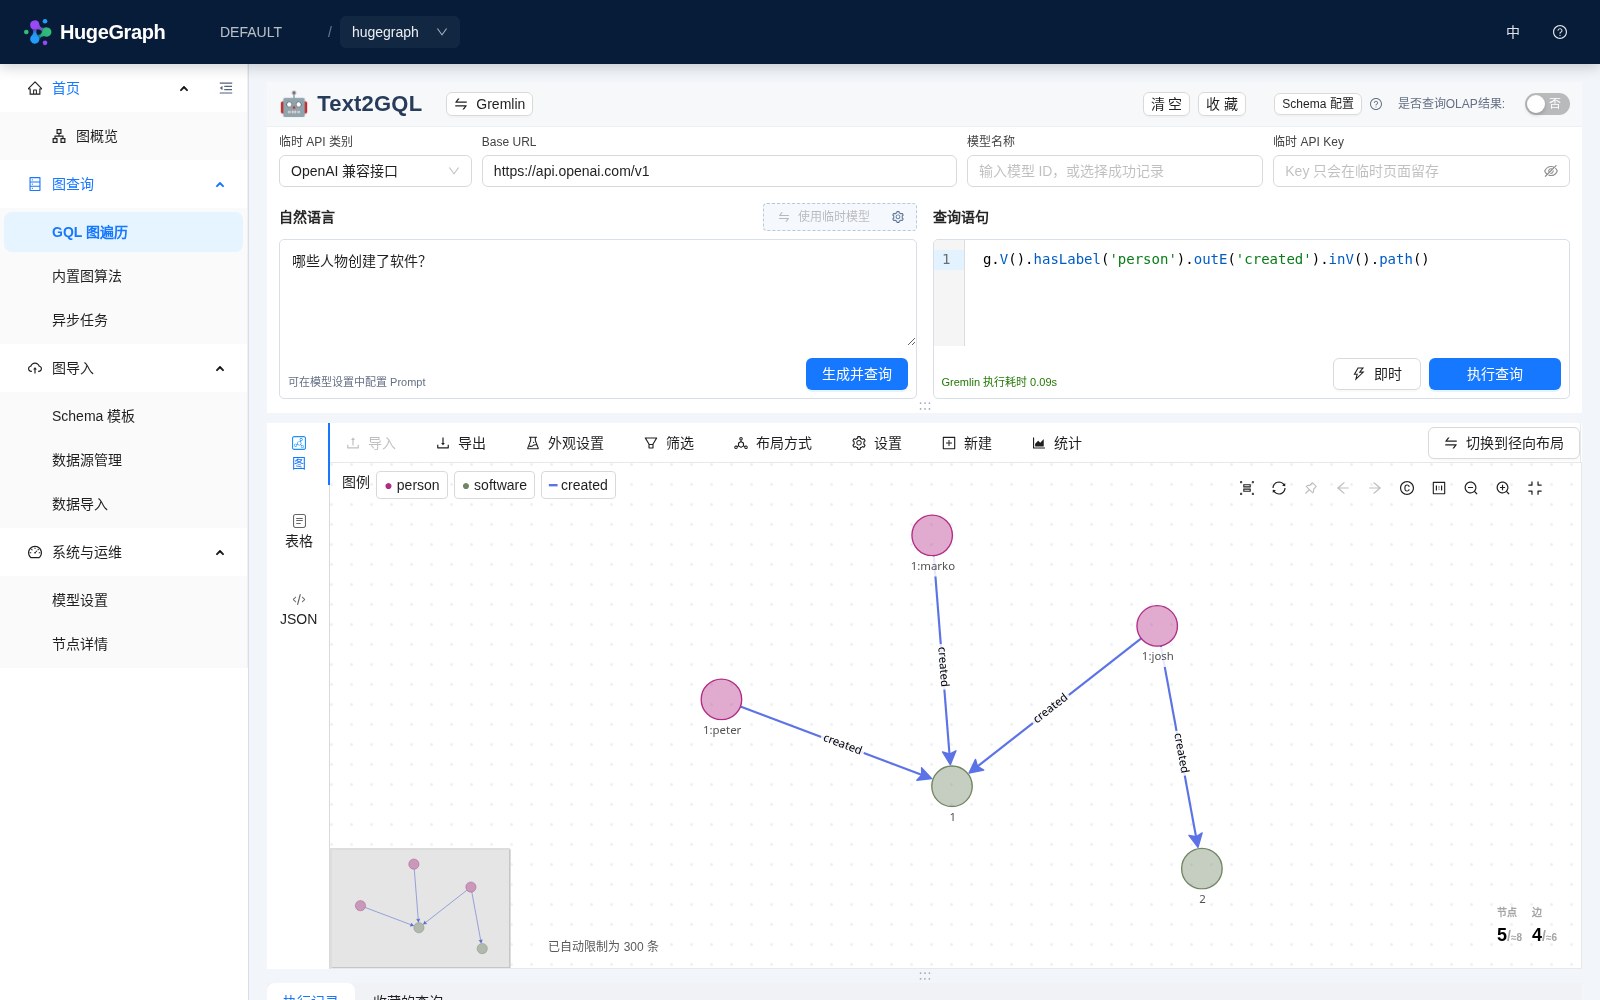 HugeGraph
DEFAULT / hugegraph
中
首页
图概览
图查询
GQL 图遍历
内置图算法
异步任务
图导入
Schema 模板
数据源管理
数据导入
系统与运维
模型设置
节点详情
Text2GQL
Gremlin
清 空
收 藏
Schema 配置
是否查询OLAP结果:
否
临时 API 类别
Base URL
模型名称
临时 API Key
OpenAI 兼容接口
https://api.openai.com/v1
输入模型 ID，或选择成功记录
Key 只会在临时页面留存
自然语言
使用临时模型
查询语句
哪些人物创建了软件？
1 g.V().hasLabel('person').outE('created').inV().path()
可在模型设置中配置 Prompt
生成并查询
Gremlin 执行耗时 0.09s
即时
执行查询
图
表格
JSON
导入
导出
外观设置
筛选
布局方式
设置
新建
统计
切换到径向布局
图例
person
software
created
1:marko
1:josh
created
1:peter
created
created
created
1
2
节点 边
5/≈8 4/≈6
已自动限制为 300 条
执行记录
收藏的查询